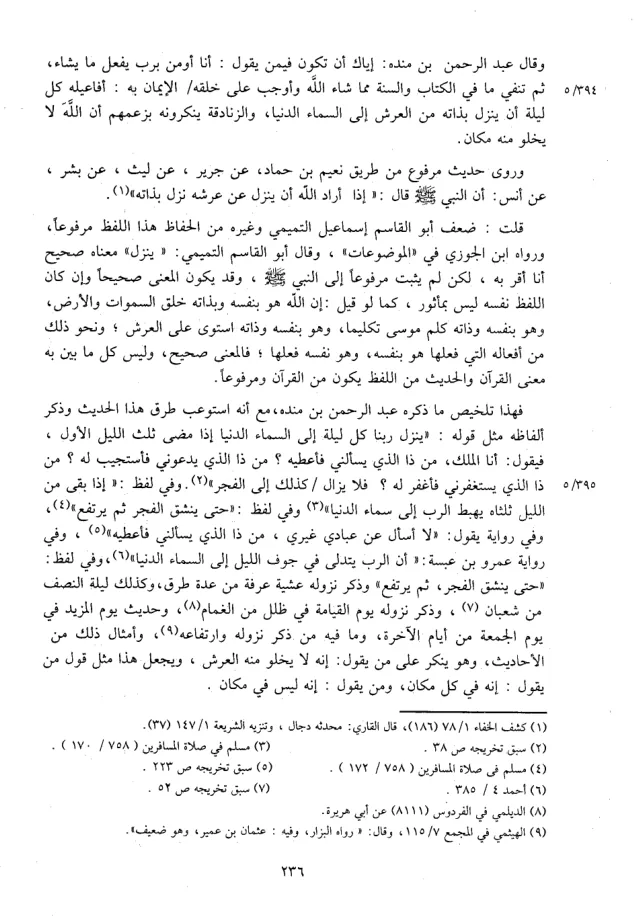 وقال عبد الرحمن بن منده: إياك أن تكون فيمن يقول : أنا أومن برب يفعل ما يشاء،
٥/٣٩٤ ثم تنفي ما في الكتاب والسنة مما شاء اللَّه وأوجب على خلقه/ الإيمان به : أفاعيله كل
ليلة أن ينزل بذاته من العرش إلى السماء الدنيا، والزنادقة ينكرونه بزعمهم أن اللَّه لا
يخلو منه مكان.
وروى حديث مرفوع من طريق نعيم بن حماد، عن جرير ، عن ليث ، عن بشر ،
عن أنس: أن النبي ﷺ قال :« إذا أراد اللّه أن ينزل عن عرشه نزل بذاته»(١).
قلت : ضعف أبو القاسم إسماعيل التميمي وغيره من الحفاظ هذا اللفظ مرفوعاً،
ورواه ابن الجوزي في «الموضوعات» ، وقال أبو القاسم التميمي: « ينزل» معناه صحيح
أنا أقر به ، لكن لم يثبت مرفوعاً إلى النبي ﷺ ، وقد يكون المعنى صحيحاً وإن كان
اللفظ نفسه ليس بمأثور ، كما لو قيل :إن اللّه هو بنفسه وبذاته خلق السموات والأرض،
وهو بنفسه وذاته كلم موسى تكليما، وهو بنفسه وذاته استوى على العرش ؛ ونحو ذلك
من أفعاله التي فعلها هو بنفسه، وهو نفسه فعلها ؛ فالمعنى صحيح، وليس كل ما بين به
معنى القرآن والحديث من اللفظ يكون من القرآن ومرفوعاً.
فهذا تلخيص ما ذكره عبد الرحمن بن منده،مع أنه استوعب طرق هذا الحديث وذكر
ألفاظه مثل قوله : «ينزل ربنا كل ليلة إلى السماء الدنيا إذا مضى ثلث الليل الأول ،
فيقول: أنا الملك، من ذا الذي يسألني فأعطيه ؟ من ذا الذي يدعوني فأستجيب له ؟ من
٥/٣٩٥ ذا الذي يستغفرني فأغفر له ؟ فلا يزال /كذلك إلى الفجر»(٢).وفي لفظ :« إذا بقى من
الليل ثلثاه يهبط الرب إلى سماء الدنيا»(٣) وفي لفظ :«حتى ينشق الفجر ثم يرتفع»(٤)،
وفي رواية يقول: «لا أسأل عن عبادي غيري ، من ذا الذي يسألني فأعطيه»(٥) ، وفي
رواية عمرو بن عبسة:« أن الرب يتدلى في جوف الليل إلى السماء الدنيا»(٦)،وفي لفظ:
«حتى ينشق الفجر، ثم يرتفع» وذكر نزوله عشية عرفة من عدة طرق،وكذلك ليلة النصف
من شعبان (٧) ، وذكر نزوله يوم القيامة في ظلل من الغمام(٨)، وحديث يوم المزيد في
يوم الجمعة من أيام الآخرة، وما فيه من ذكر نزوله وارتفاعه(٩)، وأمثال ذلك من
الأحاديث، وهو ينكر على من يقول: إنه لا يخلو منه العرش ، ويجعل هذا مثل قول من
يقول : إنه في كل مكان، ومن يقول : إنه ليس في مكان .
(١) كشف الخفاء ٧٨/١ (١٨٦)، قال القاري: محدثه دجال ، وتنزيه الشريعة ١٤٧/١ (٣٧).
(٢) سبق تخريجه ص ٣٨ . (٣) مسلم في صلاة المسافرين ( ٧٥٨ / ١٧٠ ) .
(٤) مسلم فى صلاة المسافرين ( ٧٥٨ / ١٧٢ ) . (٥) سبق تخريجه ص ٢٢٣ .
(٦) أحمد ٤ / ٣٨٥ . (٧) سبق تخريجه ص ٥٢ .
(٨) الديلمي في الفردوس (٨١١١) عن أبي هريرة.
(٩) الهيثمي في المجمع ١١٥/٧، وقال: « رواه البزار، وفيه : عثمان بن عمير، وهو ضعيف».
٢٣٦